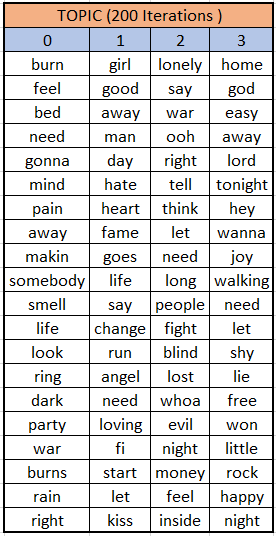 TOPIC (200 Iterations )
0 1 2 3
burn girl lonely home
feel good say god
bed away war easy
need man ooh away
gonna day right lord
mind hate tell tonight
pain heart think hey
away fame let wanna
makin goes need joy
somebody life long walking
smell say people need
life change fight let
look run blind shy
ring angel lost lie
dark need whoa free
party loving evil won
war fi night little
burns start money rock
rain let feel happy
right kiss inside night